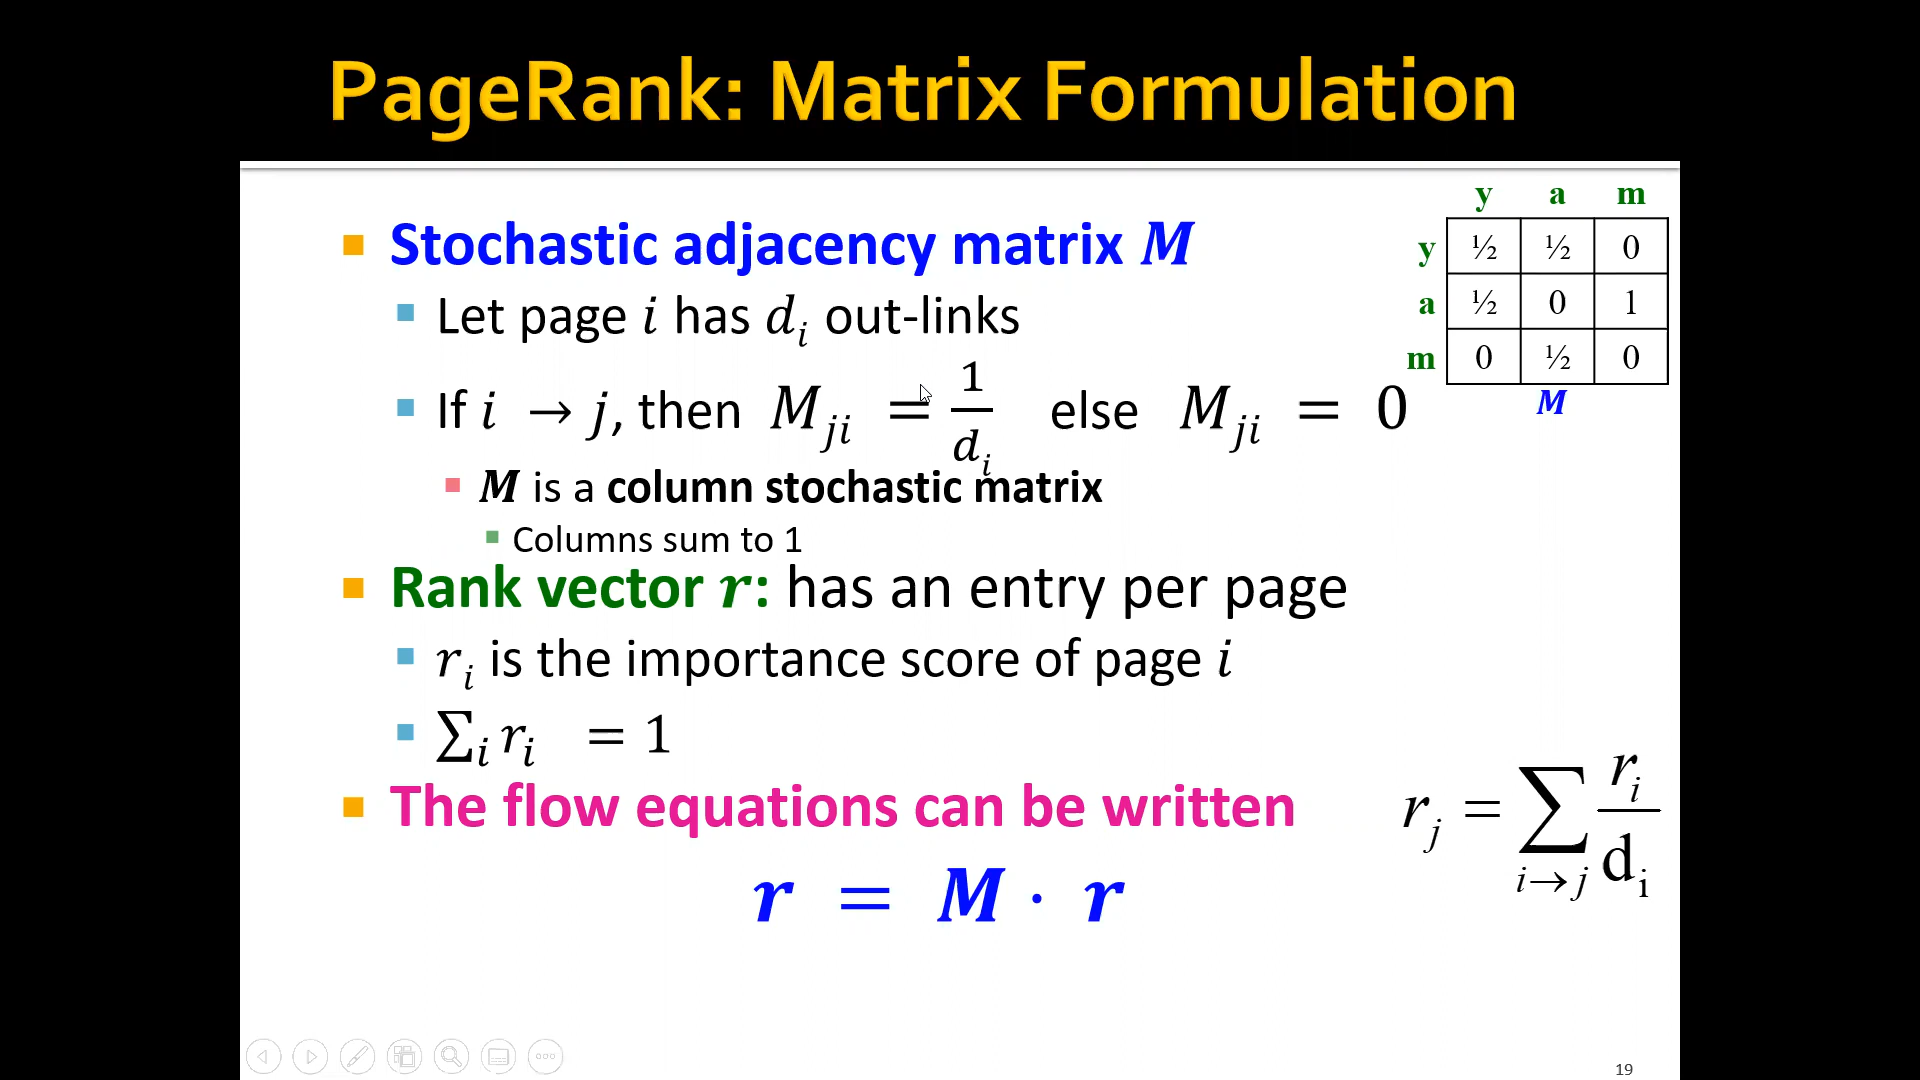 PageRank: Matrix Formulation
y a m
y ½ ½ 0
a ½ 0 1
m 0 ½ 0
M
Stochastic adjacency matrix M
Let page i has d_i out-links
If i → j, then M_ji = 1/d_i else M_ji = 0
M is a column stochastic matrix
Columns sum to 1
Rank vector r: has an entry per page
r_i is the importance score of page i
∑_i r_i = 1
The flow equations can be written
r = M · r
r_j = ∑_{i→j} r_i/d_i
19